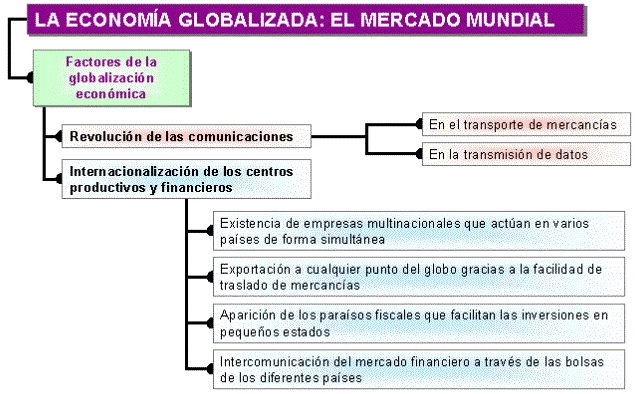 LA ECONOMÍA GLOBALIZADA: EL MERCADO MUNDIAL
Factores de la
globalización
económica
Revolución de las comunicaciones
En el transporte de mercancías
En la transmisión de datos
Internacionalización de los centros
productivos y financieros
Existencia de empresas multinacionales que actúan en varios
países de forma simultánea
Exportación a cualquier punto del globo gracias a la facilidad de
traslado de mercancías
Aparición de los paraísos fiscales que facilitan las inversiones en
pequeños estados
Intercomunicación del mercado financiero a través de las bolsas
de los diferentes países